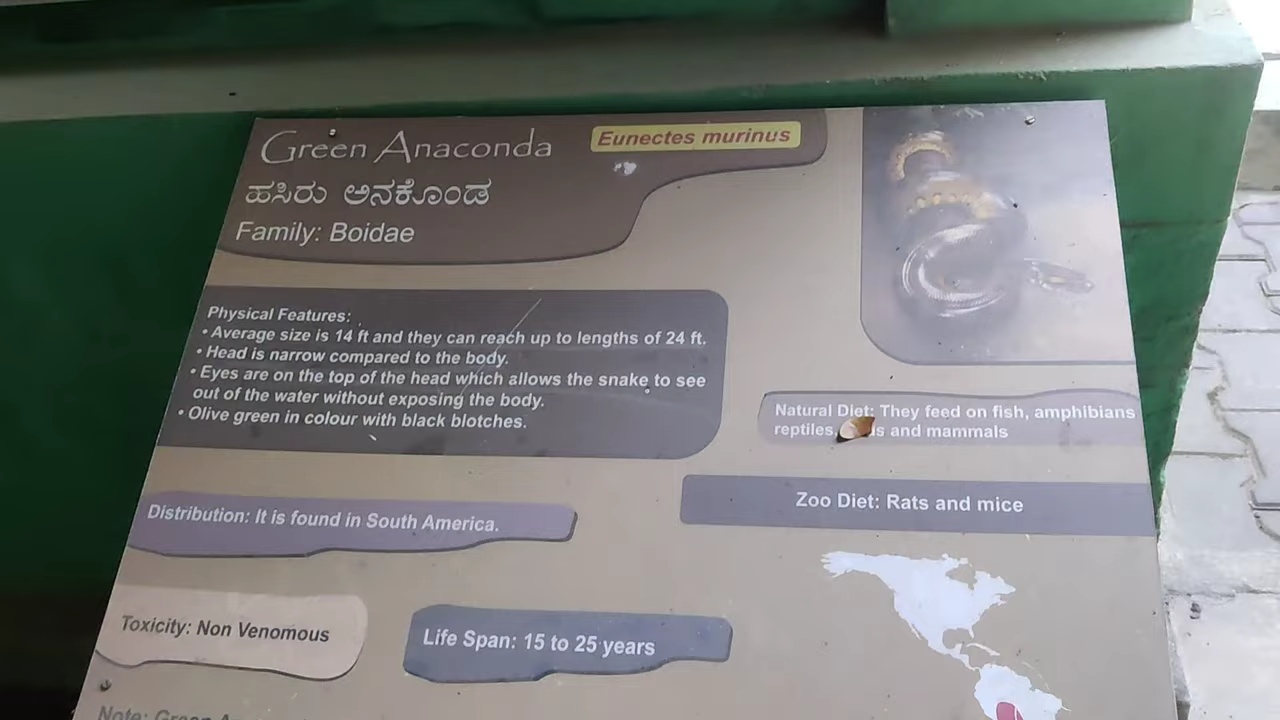 Green Anaconda
Eunectes murinus
ಹಸಿರು ಅನಕೊಂಡ
Family: Boidae
Physical Features:
• Average size is 14 ft and they can reach up to lengths of 24 ft.
• Head is narrow compared to the body.
• Eyes are on the top of the head which allows the snake to see
out of the water without exposing the body.
• Olive green in colour with black blotches.
Natural Diet: They feed on fish, amphibians
reptiles, and mammals
Zoo Diet: Rats and mice
Distribution: It is found in South America.
Toxicity: Non Venomous
Life Span: 15 to 25 years
Note: Green